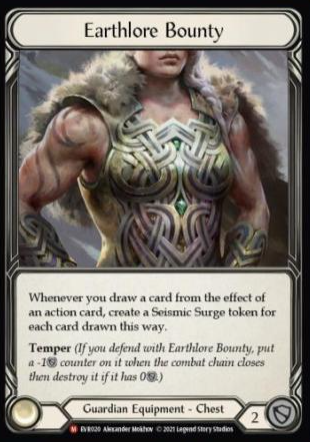 Earthlore Bounty
Whenever you draw a card from the effect of
an action card, create a Seismic Surge token for
each card drawn this way.
Temper (If you defend with Earthlore Bounty, put
a -1 counter on it when the combat chain closes
then destroy it if it has 0.)
Guardian Equipment - Chest
2
M EVR020 Alexander Mokhov © 2021 Legend Story Studios